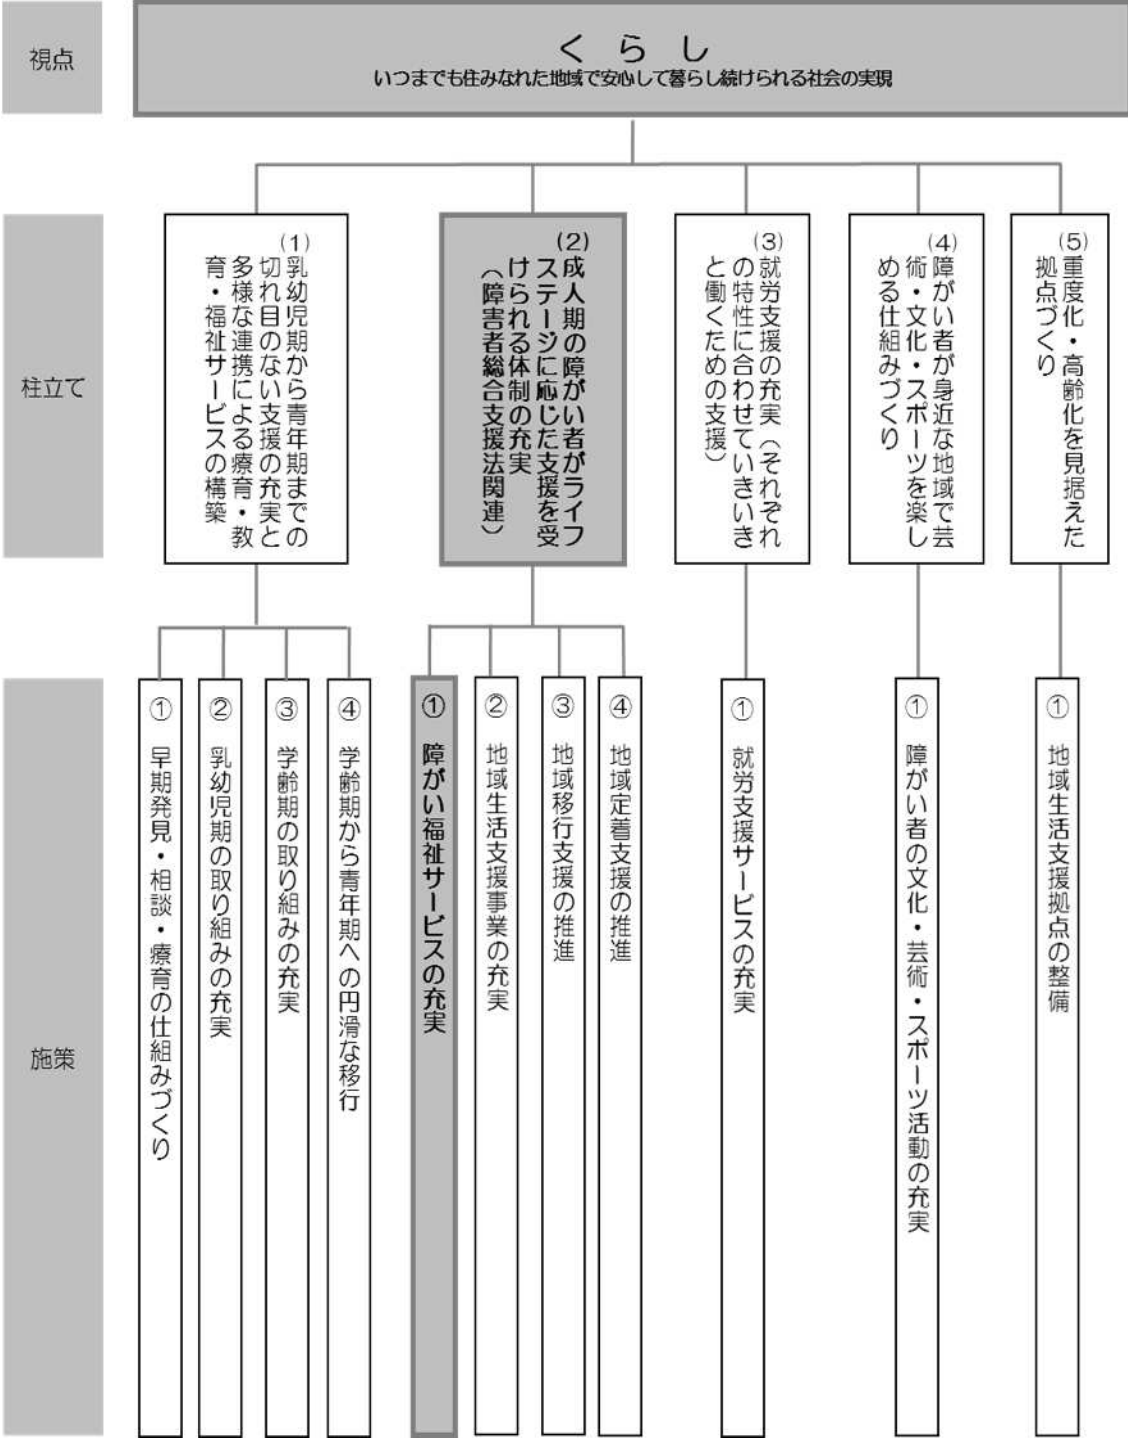 視点
くらし
いつまでも住みなれた地域で安心して暮らし続けられる社会の実現
柱立て
(1)乳幼児期から青年期までの
切れ目のない支援の充実と
多様な連携による療育・教
育・福祉サービスの構築
(2)成人期の障がい者がライフ
ステージに応じた支援を受
けられる体制の充実
（障害者総合支援法関連）
(3)就労支援の充実（それぞれ
の特性に合わせていきいき
と働くための支援）
(4)障がい者が身近な地域で芸
術・文化・スポーツを楽し
める仕組みづくり
(5)重度化・高齢化を見据えた
拠点づくり
施策
① 早期発見・相談・療育の仕組みづくり
② 乳幼児期の取り組みの充実
③ 学齢期の取り組みの充実
④ 学齢期から青年期への円滑な移行
① 障がい福祉サービスの充実
② 地域生活支援事業の充実
③ 地域移行支援の推進
④ 地域定着支援の推進
① 就労支援サービスの充実
① 障がい者の文化・芸術・スポーツ活動の充実
① 地域生活支援拠点の整備